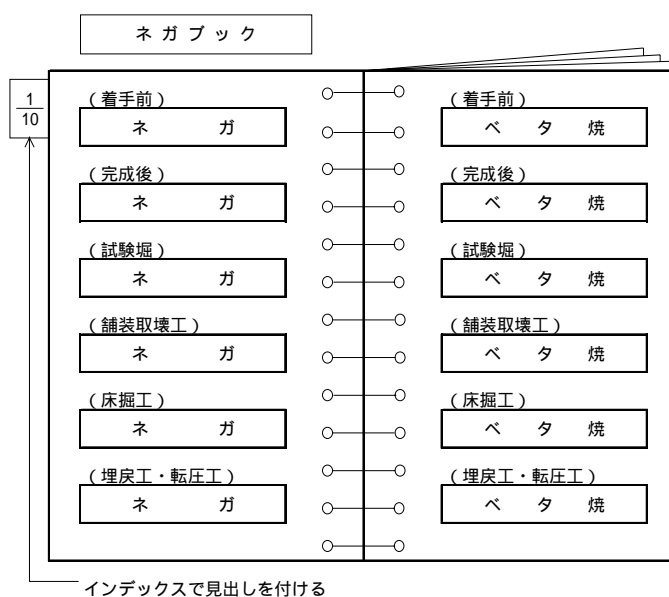 ネガブック
1
10
(着手前)
ネガ
(完成後)
ネガ
(試験堀)
ネガ
(舗装取壊工)
ネガ
(床掘工)
ネガ
(埋戻工・転圧工)
ネガ
(着手前)
ベタ焼
(完成後)
ベタ焼
(試験堀)
ベタ焼
(舗装取壊工)
ベタ焼
(床掘工)
ベタ焼
(埋戻工・転圧工)
ベタ焼
インデックスで見出しを付ける